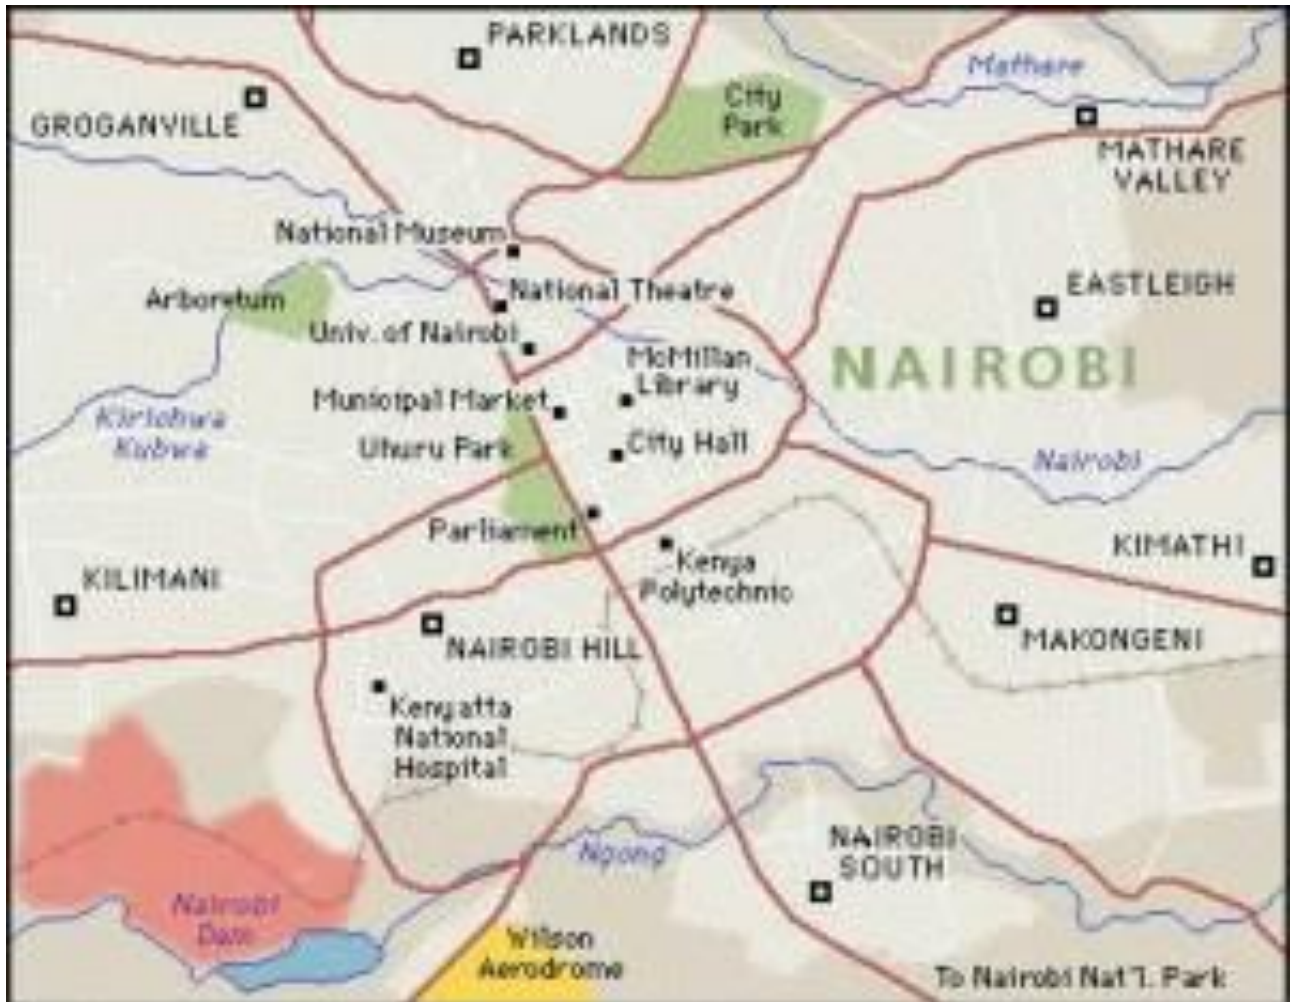 PARKLANDS
City
Park
Mathare
GROGANVILLE
MATHARE
VALLEY
National Museum
Arboretum
National Theatre
EASTLEIGH
Univ. of Nairobi
McMillan
Library
NAIROBI
Municipal Market
Kirichwa
Kubwa
Uhuru Park
City Hall
Nairobi
Parliament
Kenya
Polytechnic
KIMATHI
KILIMANI
NAIROBI HILL
MAKONGENI
Kenyatta
National
Hospital
Ngong
NAIROBI
SOUTH
Nairobi
Dam
Wilson
Aerodrome
To Nairobi Nat'l. Park